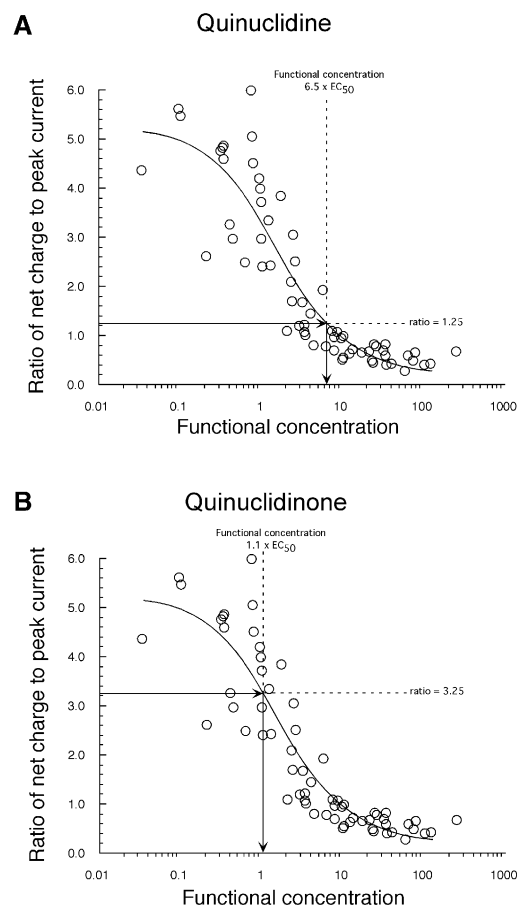 A
Quinuclidine
Functional concentration
6.5 x EC50
Ratio of net charge to peak current
6.0
5.0
4.0
3.0
2.0
1.0
0.0
ratio = 1.25
0.01
0.1
1
10
100
1000
Functional concentration
B
Quinuclidinone
Functional concentration
1.1 x EC50
Ratio of net charge to peak current
6.0
5.0
4.0
3.0
2.0
1.0
0.0
ratio = 3.25
0.01
0.1
1
10
100
1000
Functional concentration